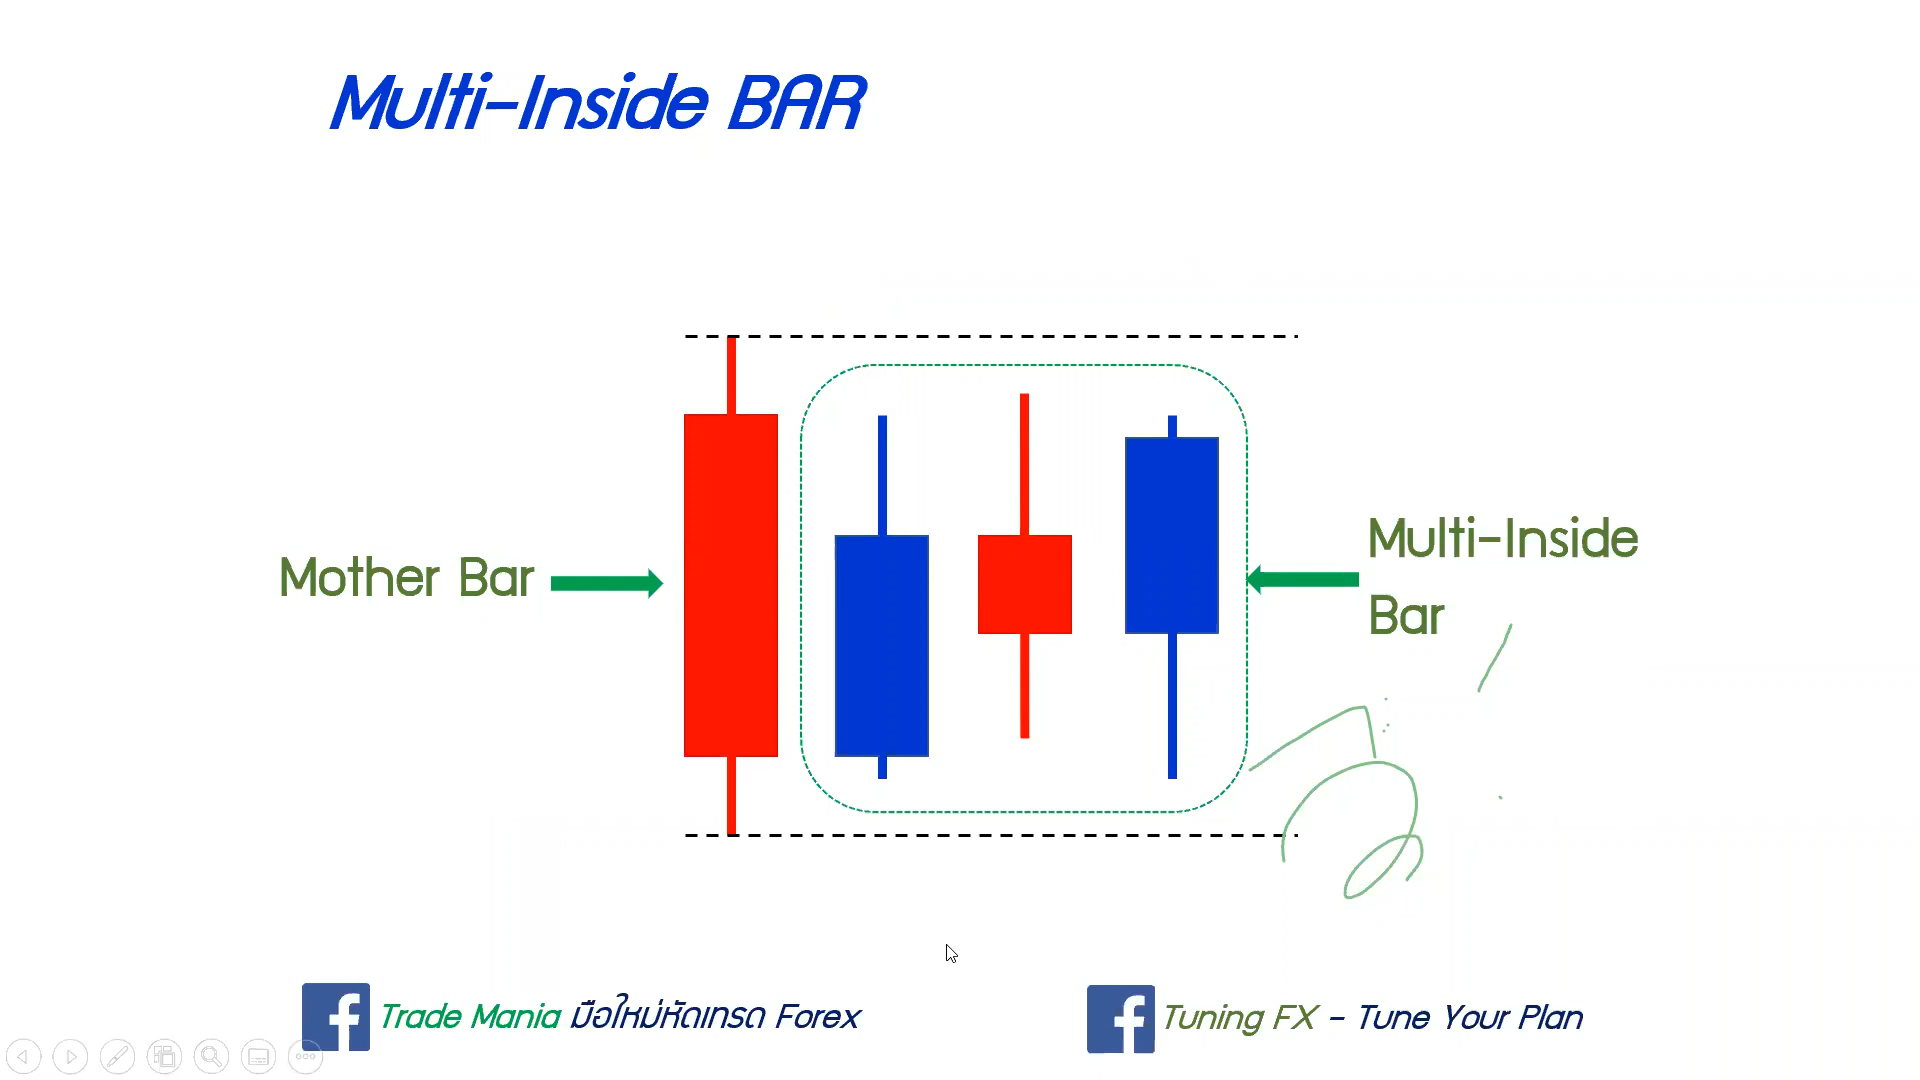 Multi-Inside BAR
Mother Bar
Multi-Inside
Bar
Trade Mania มือใหม่หัดเทรด Forex
Tuning FX - Tune Your Plan